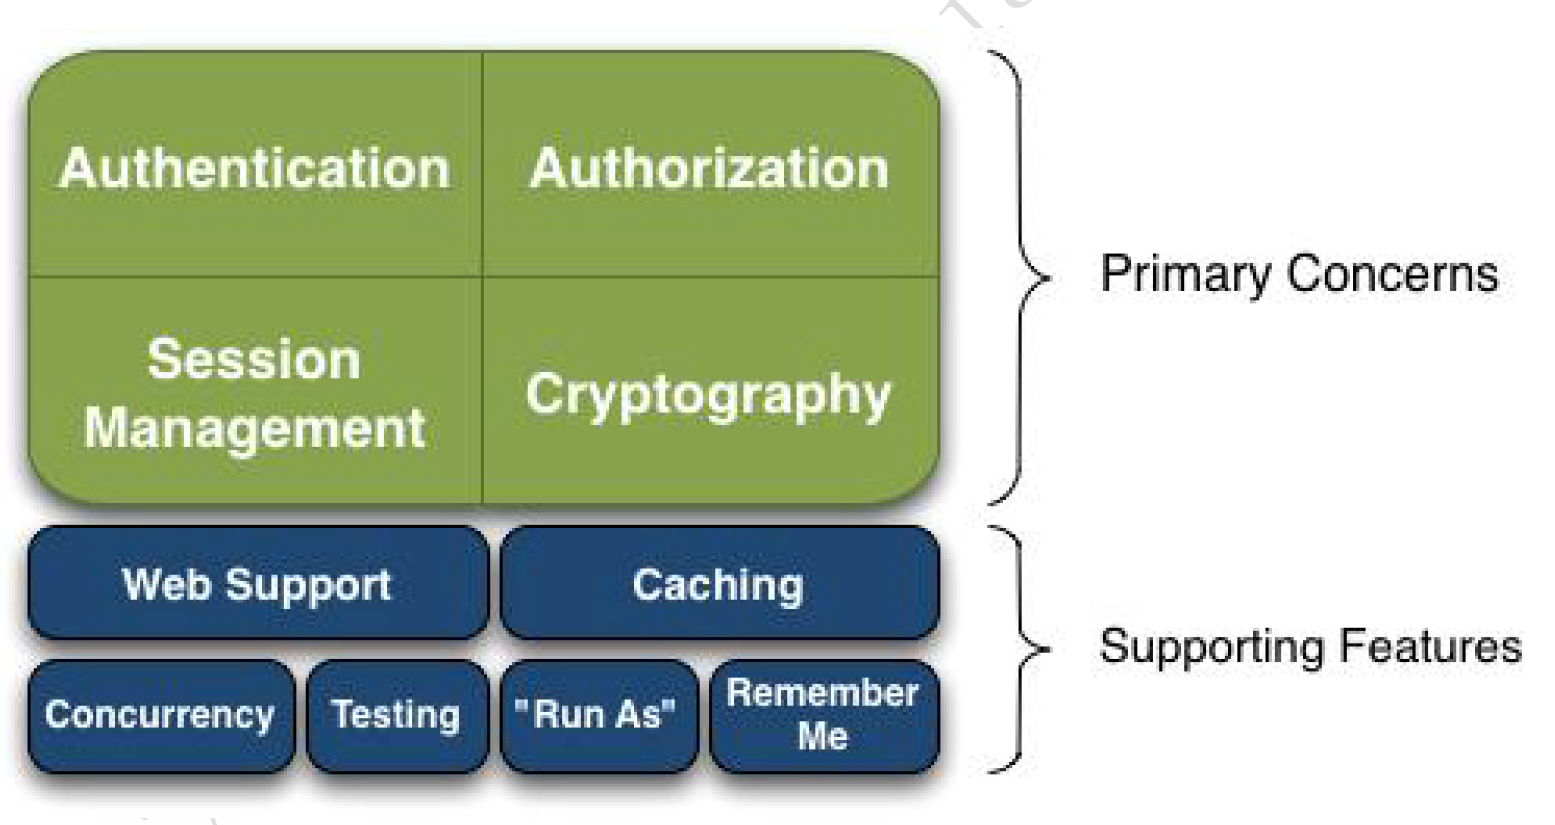 Authentication
Authorization
Session
Management
Cryptography
Primary Concerns
Web Support
Caching
Concurrency
Testing
"Run As"
Remember
Me
Supporting Features